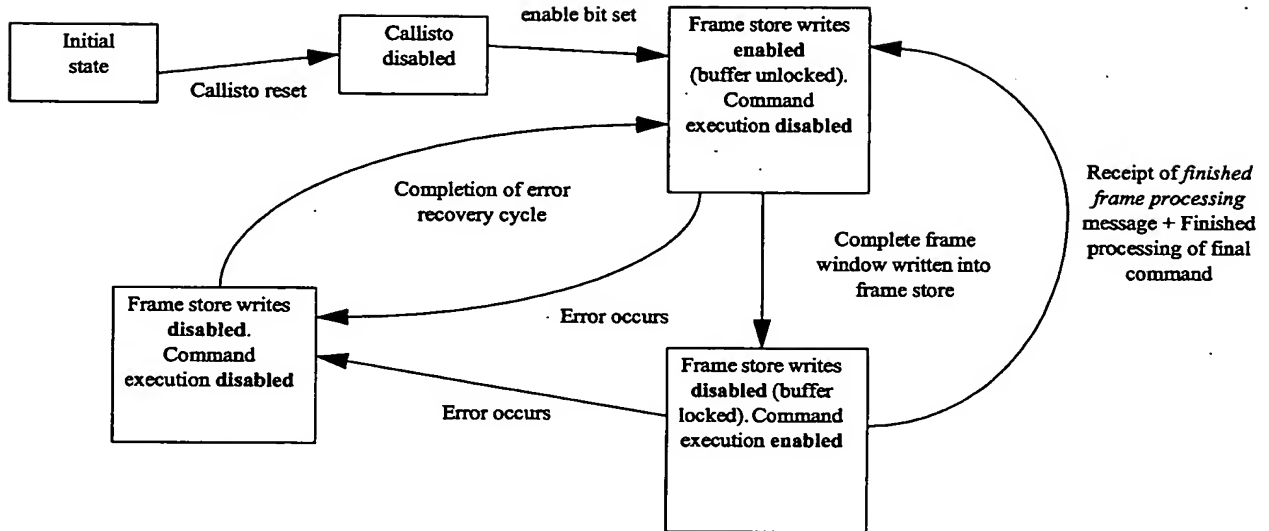 Initial
state
Callisto reset
Callisto
disabled
enable bit set
Frame store writes
enabled
(buffer unlocked).
Command
execution disabled
Completion of error
recovery cycle
Complete frame
window written into
frame store
Receipt of finished
frame processing
message + Finished
processing of final
command
Frame store writes
disabled.
Command
execution disabled
Error occurs
Error occurs
Frame store writes
disabled (buffer
locked). Command
execution enabled